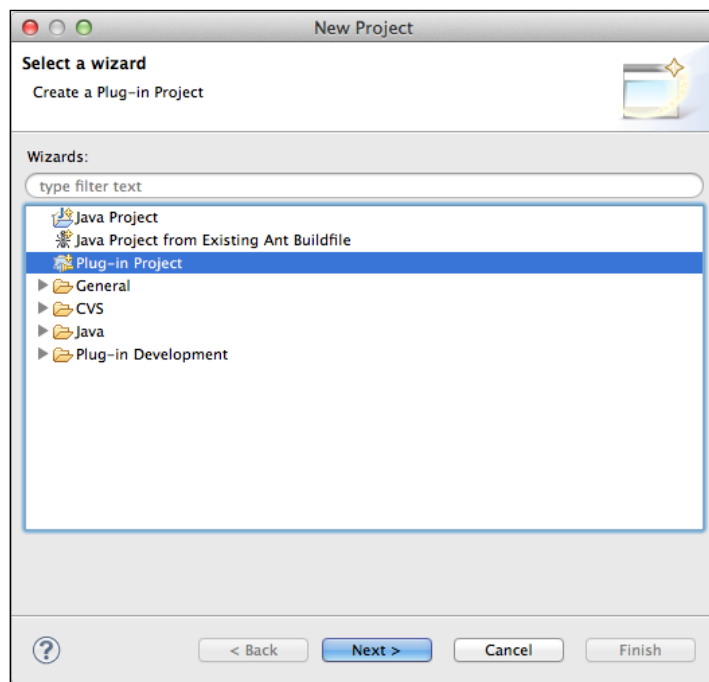 New Project
Select a wizard
Create a Plug-in Project
Wizards:
type filter text
Java Project
Java Project from Existing Ant Buildfile
Plug-in Project
General
CVS
Java
Plug-in Development
?
< Back
Next >
Cancel
Finish